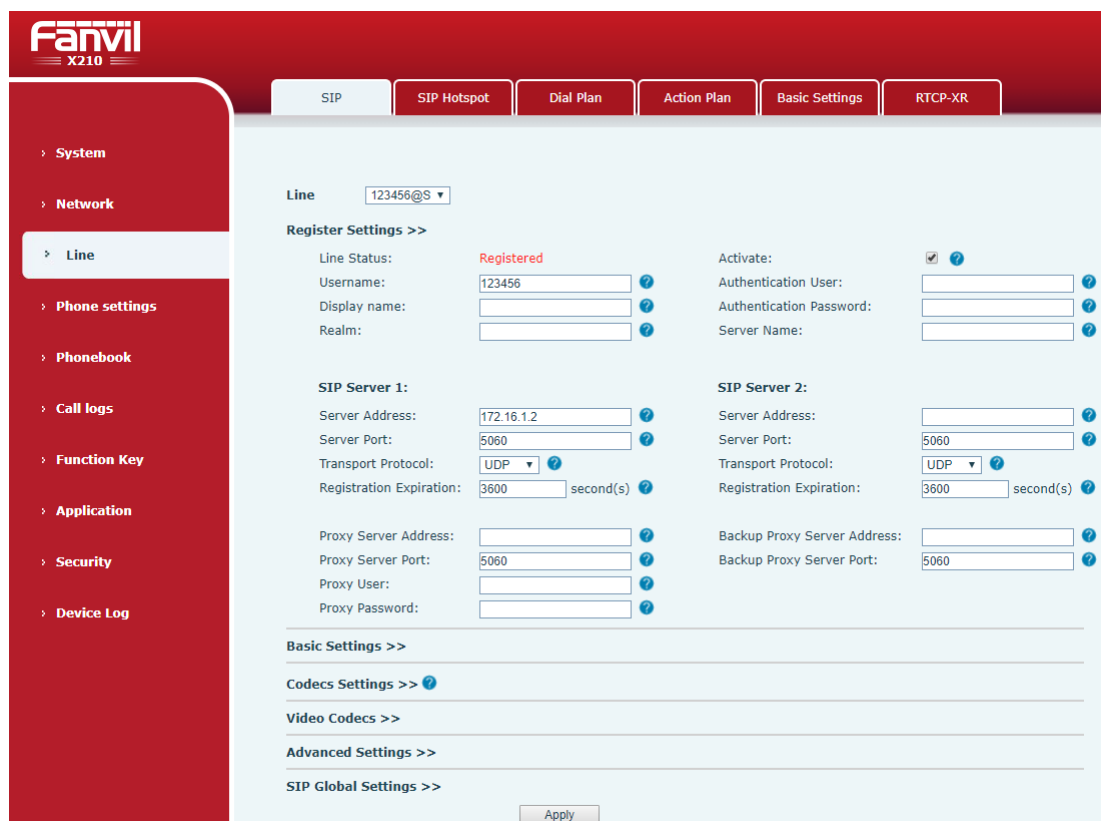 Fanvil
X210
SIP
SIP Hotspot
Dial Plan
Action Plan
Basic Settings
RTCP-XR
System
Network
Line
Phone settings
Phonebook
Call logs
Function Key
Application
Security
Device Log
Line 123456@S
Register Settings >>
Line Status: Registered Activate:
Username: 123456 Authentication User:
Display name: Authentication Password:
Realm: Server Name:
SIP Server 1: SIP Server 2:
Server Address: 172.16.1.2 Server Address:
Server Port: 5060 Server Port: 5060
Transport Protocol: UDP Transport Protocol: UDP
Registration Expiration: 3600 second(s) Registration Expiration: 3600 second(s)
Proxy Server Address: Backup Proxy Server Address:
Proxy Server Port: 5060 Backup Proxy Server Port: 5060
Proxy User:
Proxy Password:
Basic Settings >>
Codecs Settings >>
Video Codecs >>
Advanced Settings >>
SIP Global Settings >>
Apply